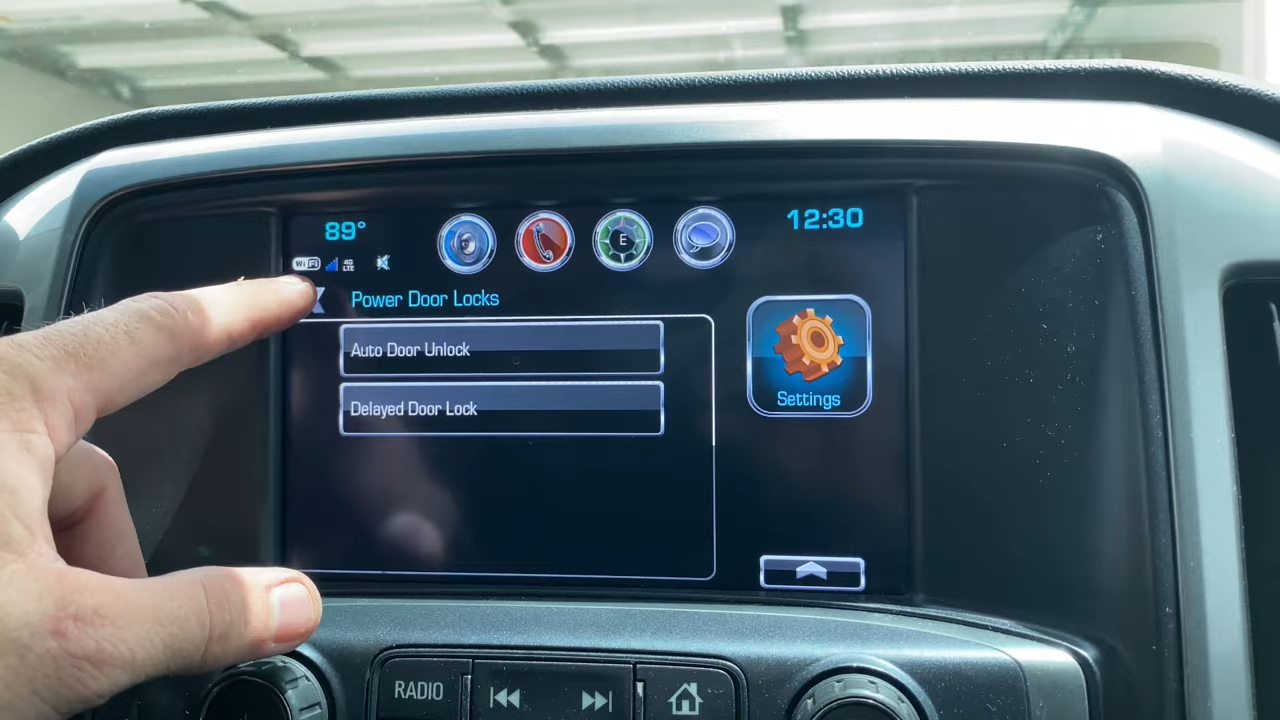 89°
12:30
E
WiFi
4G
LTE
Power Door Locks
Auto Door Unlock
Delayed Door Lock
Settings
RADIO